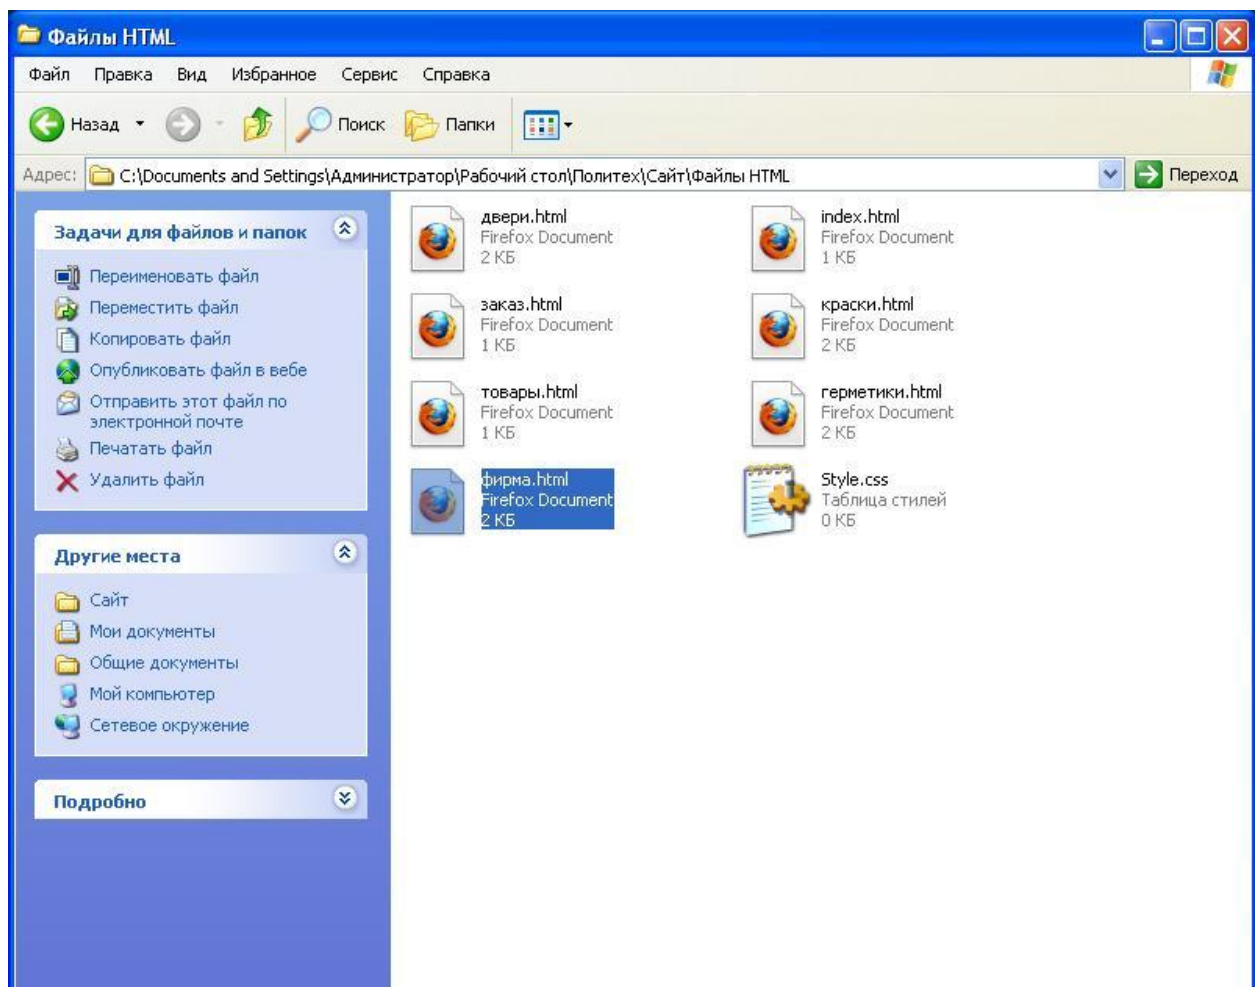 Файлы HTML
Файл Правка Вид Избранное Сервис Справка
Назад Поиск Папки
Адрес: C:\Documents and Settings\Администратор\Рабочий стол\Политех\Сайт\Файлы HTML Переход
Задачи для файлов и папок
Переименовать файл
Переместить файл
Копировать файл
Опубликовать файл в вебе
Отправить этот файл по
электронной почте
Печатать файл
Удалить файл
Другие места
Сайт
Мои документы
Общие документы
Мой компьютер
Сетевое окружение
Подробно
двери.html
Firefox Document
2 КБ
index.html
Firefox Document
1 КБ
заказ.html
Firefox Document
1 КБ
краски.html
Firefox Document
2 КБ
товары.html
Firefox Document
1 КБ
герметики.html
Firefox Document
2 КБ
фирма.html
Firefox Document
2 КБ
Style.css
Таблица стилей
0 КБ